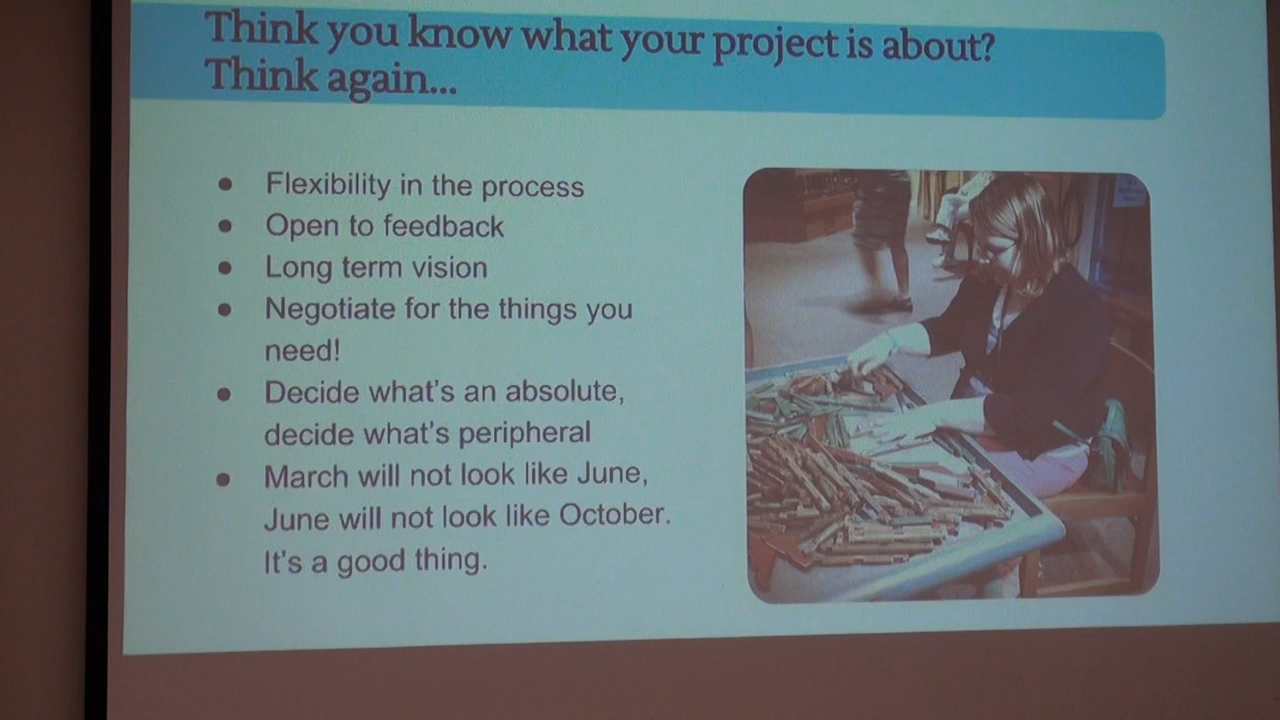 Think you know what your project is about?
Think again...
● Flexibility in the process
● Open to feedback
● Long term vision
● Negotiate for the things you
need!
● Decide what's an absolute,
decide what's peripheral
● March will not look like June,
June will not look like October.
It's a good thing.